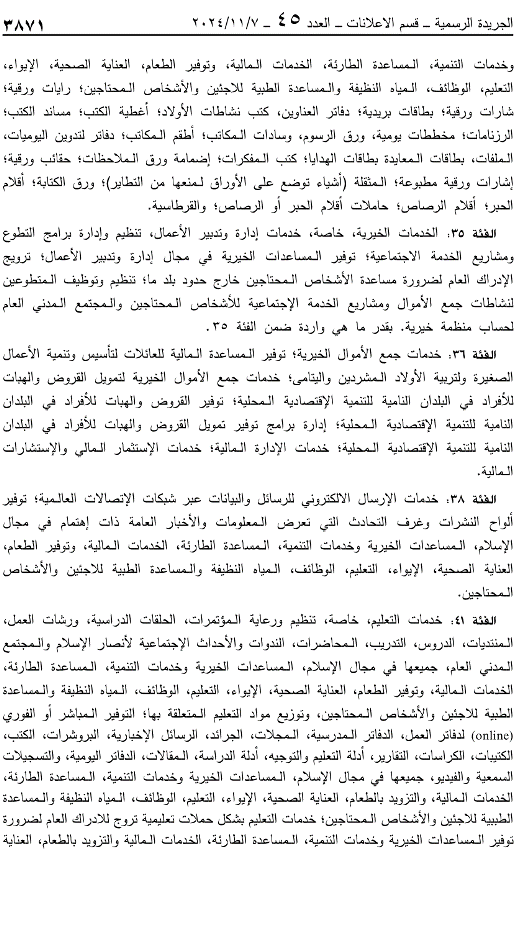 الجريدة الرسمية ــ قسم الاعلانات ــ العدد ٤٥ ــ ٢٠٢٤/١١/٧ ٣٨٧١
وخدمات التنمية، المساعدة الطارئة، الخدمات المالية، وتوفير الطعام، العناية الصحية، الإيواء،
التعليم، الوظائف، المياه النظيفة والمساعدة الطبية للاجئين والأشخاص المحتاجين؛ رايات ورقية؛
شارات ورقية؛ بطاقات بريدية؛ دفاتر العناوين، كتب نشاطات الأولاد؛ أغطية الكتب؛ مساند الكتب؛
الرزنامات؛ مخططات يومية، ورق الرسوم، وسادات المكاتب؛ أطقم المكاتب؛ دفاتر لتدوين اليوميات،
الملفات، بطاقات المعايدة بطاقات الهدايا؛ كتب المفكرات؛ إضمامة ورق الملاحظات؛ حقائب ورقية؛
إشارات ورقية مطبوعة؛ المثقلة (أشياء توضع على الأوراق لمنعها من التطاير)؛ ورق الكتابة؛ أقلام
الحبر؛ أقلام الرصاص؛ حاملات أقلام الحبر أو الرصاص؛ والقرطاسية.
الفئة ٣٥: الخدمات الخيرية، خاصة، خدمات إدارة وتدبير الأعمال، تنظيم وإدارة برامج التطوع
ومشاريع الخدمة الاجتماعية؛ توفير المساعدات الخيرية في مجال إدارة وتدبير الأعمال؛ ترويج
الإدراك العام لضرورة مساعدة الأشخاص المحتاجين خارج حدود بلد ما؛ تنظيم وتوظيف المتطوعين
لنشاطات جمع الأموال ومشاريع الخدمة الإجتماعية للأشخاص المحتاجين والمجتمع المدني العام
لحساب منظمة خيرية. بقدر ما هي واردة ضمن الفئة ٣٥.
الفئة ٣٦: خدمات جمع الأموال الخيرية؛ توفير المساعدة المالية للعائلات لتأسيس وتنمية الأعمال
الصغيرة ولتربية الأولاد المشردين واليتامى؛ خدمات جمع الأموال الخيرية لتمويل القروض والهبات
للأفراد في البلدان النامية للتنمية الإقتصادية المحلية؛ توفير القروض والهبات للأفراد في البلدان
النامية للتنمية الإقتصادية المحلية؛ إدارة برامج توفير تمويل القروض والهبات للأفراد في البلدان
النامية للتنمية الإقتصادية المحلية؛ خدمات الإدارة المالية؛ خدمات الإستثمار المالي والإستشارات
المالية.
الفئة ٣٨: خدمات الإرسال الالكتروني للرسائل والبيانات عبر شبكات الإتصالات العالمية؛ توفير
ألواح النشرات وغرف التحادث التي تعرض المعلومات والأخبار العامة ذات إهتمام في مجال
الإسلام، المساعدات الخيرية وخدمات التنمية، المساعدة الطارئة، الخدمات المالية، وتوفير الطعام،
العناية الصحية، الإيواء، التعليم، الوظائف، المياه النظيفة والمساعدة الطبية للاجئين والأشخاص
المحتاجين.
الفئة ٤١: خدمات التعليم، خاصة، تنظيم ورعاية المؤتمرات، الحلقات الدراسية، ورشات العمل،
المنتديات، الدروس، التدريب، المحاضرات، الندوات والأحداث الإجتماعية لأنصار الإسلام والمجتمع
المدني العام، جميعها في مجال الإسلام، المساعدات الخيرية وخدمات التنمية، المساعدة الطارئة،
الخدمات المالية، وتوفير الطعام، العناية الصحية، الإيواء، التعليم، الوظائف، المياه النظيفة والمساعدة
الطبية للاجئين والأشخاص المحتاجين، وتوزيع مواد التعليم المتعلقة بها؛ التوفير المباشر أو الفوري
(online) لدفاتر العمل، الدفاتر المدرسية، المجلات، الجرائد، الرسائل الإخبارية، البروشرات، الكتب،
الكتيبات، الكراسات، التقارير، أدلة التعليم والتوجيه، أدلة الدراسة، المقالات، الدفاتر اليومية، والتسجيلات
السمعية والفيديو، جميعها في مجال الإسلام، المساعدات الخيرية وخدمات التنمية، المساعدة الطارئة،
الخدمات المالية، والتزويد بالطعام، العناية الصحية، الإيواء، التعليم، الوظائف، المياه النظيفة والمساعدة
الطبيبة للاجئين والأشخاص المحتاجين؛ خدمات التعليم بشكل حملات تعليمية تروج للادراك العام لضرورة
توفير المساعدات الخيرية وخدمات التنمية، المساعدة الطارئة، الخدمات المالية والتزويد بالطعام، العناية